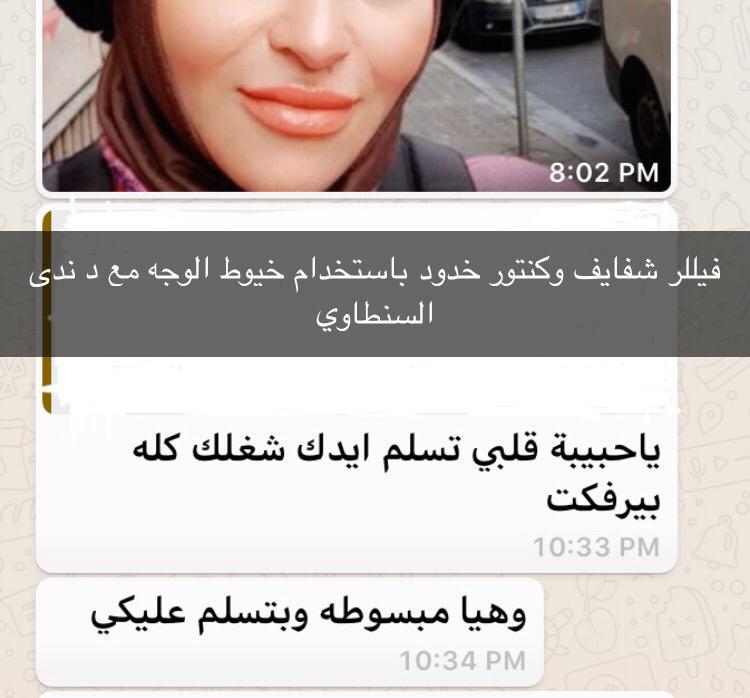 8:02 PM
فيللر شفايف وكنتور خدود باستخدام خيوط الوجه مع د ندى
السنطاوي
ياحبيبة قلبي تسلم ايدك شغلك كله
بيرفكت
10:33 PM
وهيا مبسوطه وبتسلم عليكي
10:34 PM